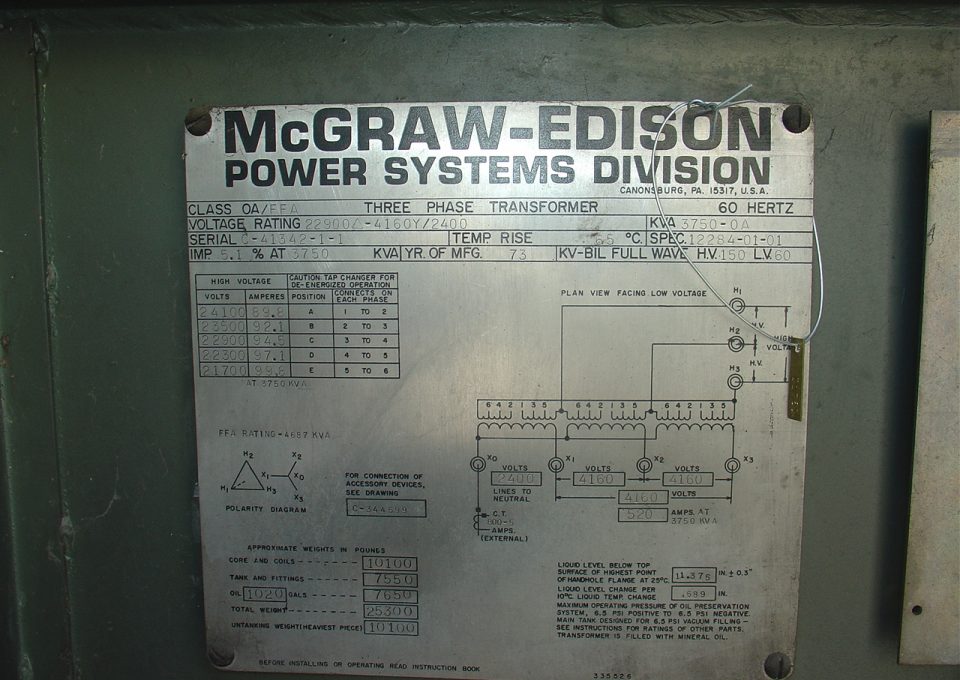 McGRAW-EDISON
POWER SYSTEMS DIVISION
CANONSBURG, PA. 15317, U.S.A.
CLASS OA/FFA THREE PHASE TRANSFORMER 60 HERTZ
VOLTAGE RATING 22900Δ-4160Y/2400 KVA 3750-OA
SERIAL C-41342-1-1 TEMP RISE 65 °C. SPEC. 12284-01-01
IMP 5.1 % AT 3750 KVA YR. OF MFG. 73 KV-BIL FULL WAVE H.V. 150 L.V. 60
HIGH VOLTAGE CAUTION: TAP CHANGER FOR DE-ENERGIZED OPERATION
VOLTS AMPERES POSITION CONNECTS ON EACH PHASE
24100 89.8 A 1 TO 2
23500 92.1 B 2 TO 3
22900 94.5 C 3 TO 4
22300 97.1 D 4 TO 5
21700 99.8 E 5 TO 6
AT 3750 KVA
PLAN VIEW FACING LOW VOLTAGE
H1
H.V.
H2
HIGH VOLTAGE
H.V.
H3
6 4 2 1 3 5 6 4 2 1 3 5 6 4 2 1 3 5
X0 X1 X2 X3
VOLTS VOLTS VOLTS
2400 4160 4160
LINES TO NEUTRAL
4160 VOLTS
520 AMPS. AT 3750 KVA
C.T.
800-5
AMPS.
(EXTERNAL)
FFA RATING-4687 KVA
H2 X2
X1 X0
H1 H3 X3
POLARITY DIAGRAM
FOR CONNECTION OF
ACCESSORY DEVICES,
SEE DRAWING
C-344699
APPROXIMATE WEIGHTS IN POUNDS
CORE AND COILS 10100
TANK AND FITTINGS 7550
OIL 1020 GALS 7650
TOTAL WEIGHT 25300
UNTANKING WEIGHT (HEAVIEST PIECE) 10100
LIQUID LEVEL BELOW TOP
SURFACE OF HIGHEST POINT
OF HANDHOLE FLANGE AT 25°C. 11.375 IN. ± 0.3"
LIQUID LEVEL CHANGE PER
10°C. LIQUID TEMP. CHANGE .589 IN.
MAXIMUM OPERATING PRESSURE OF OIL PRESERVATION
SYSTEM, 6.5 PSI POSITIVE TO 6.5 PSI NEGATIVE.
MAIN TANK DESIGNED FOR 6.5 PSI VACUUM FILLING—
SEE INSTRUCTIONS FOR RATINGS OF OTHER PARTS.
TRANSFORMER IS FILLED WITH MINERAL OIL.
BEFORE INSTALLING OR OPERATING READ INSTRUCTION BOOK
335526